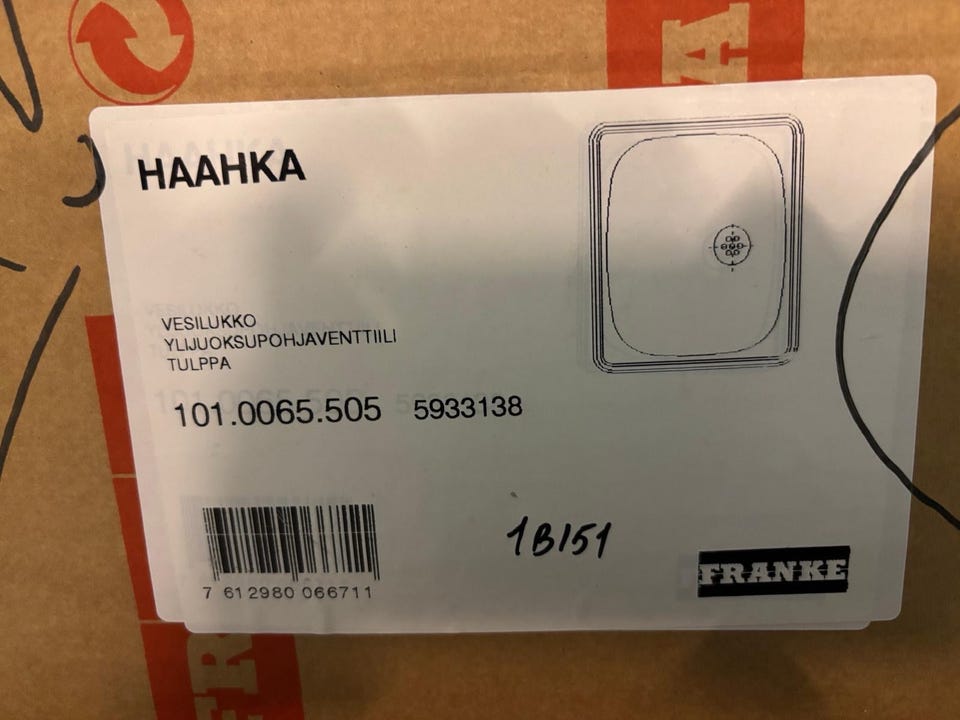 HAAHKA
VESILUKKO
YLIJUOKSUPOHJAVENTTIILI
TULPPA
101.0065.505 5933138
7 612980 066711
1B151
FRANKE